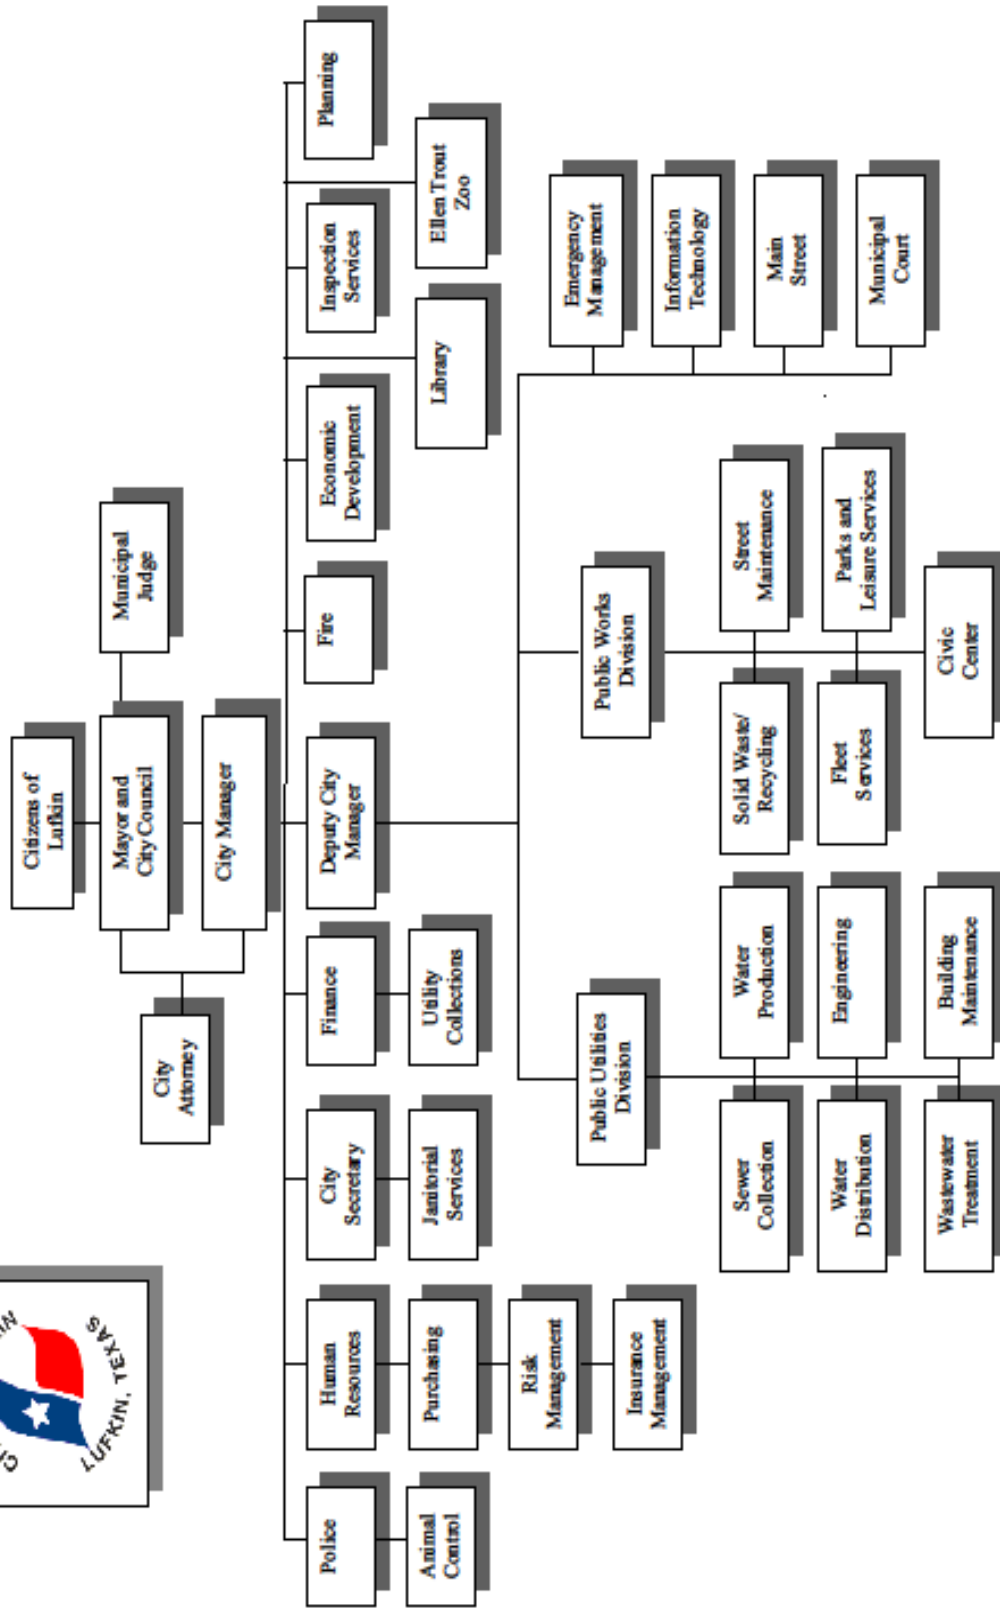 LUFKIN, TEXAS
Citizens of
Lufkin
Mayor and
City Council
Municipal
Judge
City Manager
City
Attorney
Police
Human
Resources
City
Secretary
Finance
Deputy City
Manager
Fire
Economic
Development
Inspection
Services
Planning
Animal
Control
Purchasing
Janitorial
Services
Utility
Collections
Library
Ellen Trout
Zoo
Risk
Management
Insurance
Management
Public Utilities
Division
Public Works
Division
Emergency
Management
Information
Technology
Main
Street
Municipal
Court
Sewer
Collection
Water
Production
Solid Waste/
Recycling
Street
Maintenance
Water
Distribution
Engineering
Fleet
Services
Parks and
Leisure Services
Wastewater
Treatment
Building
Maintenance
Civic
Center